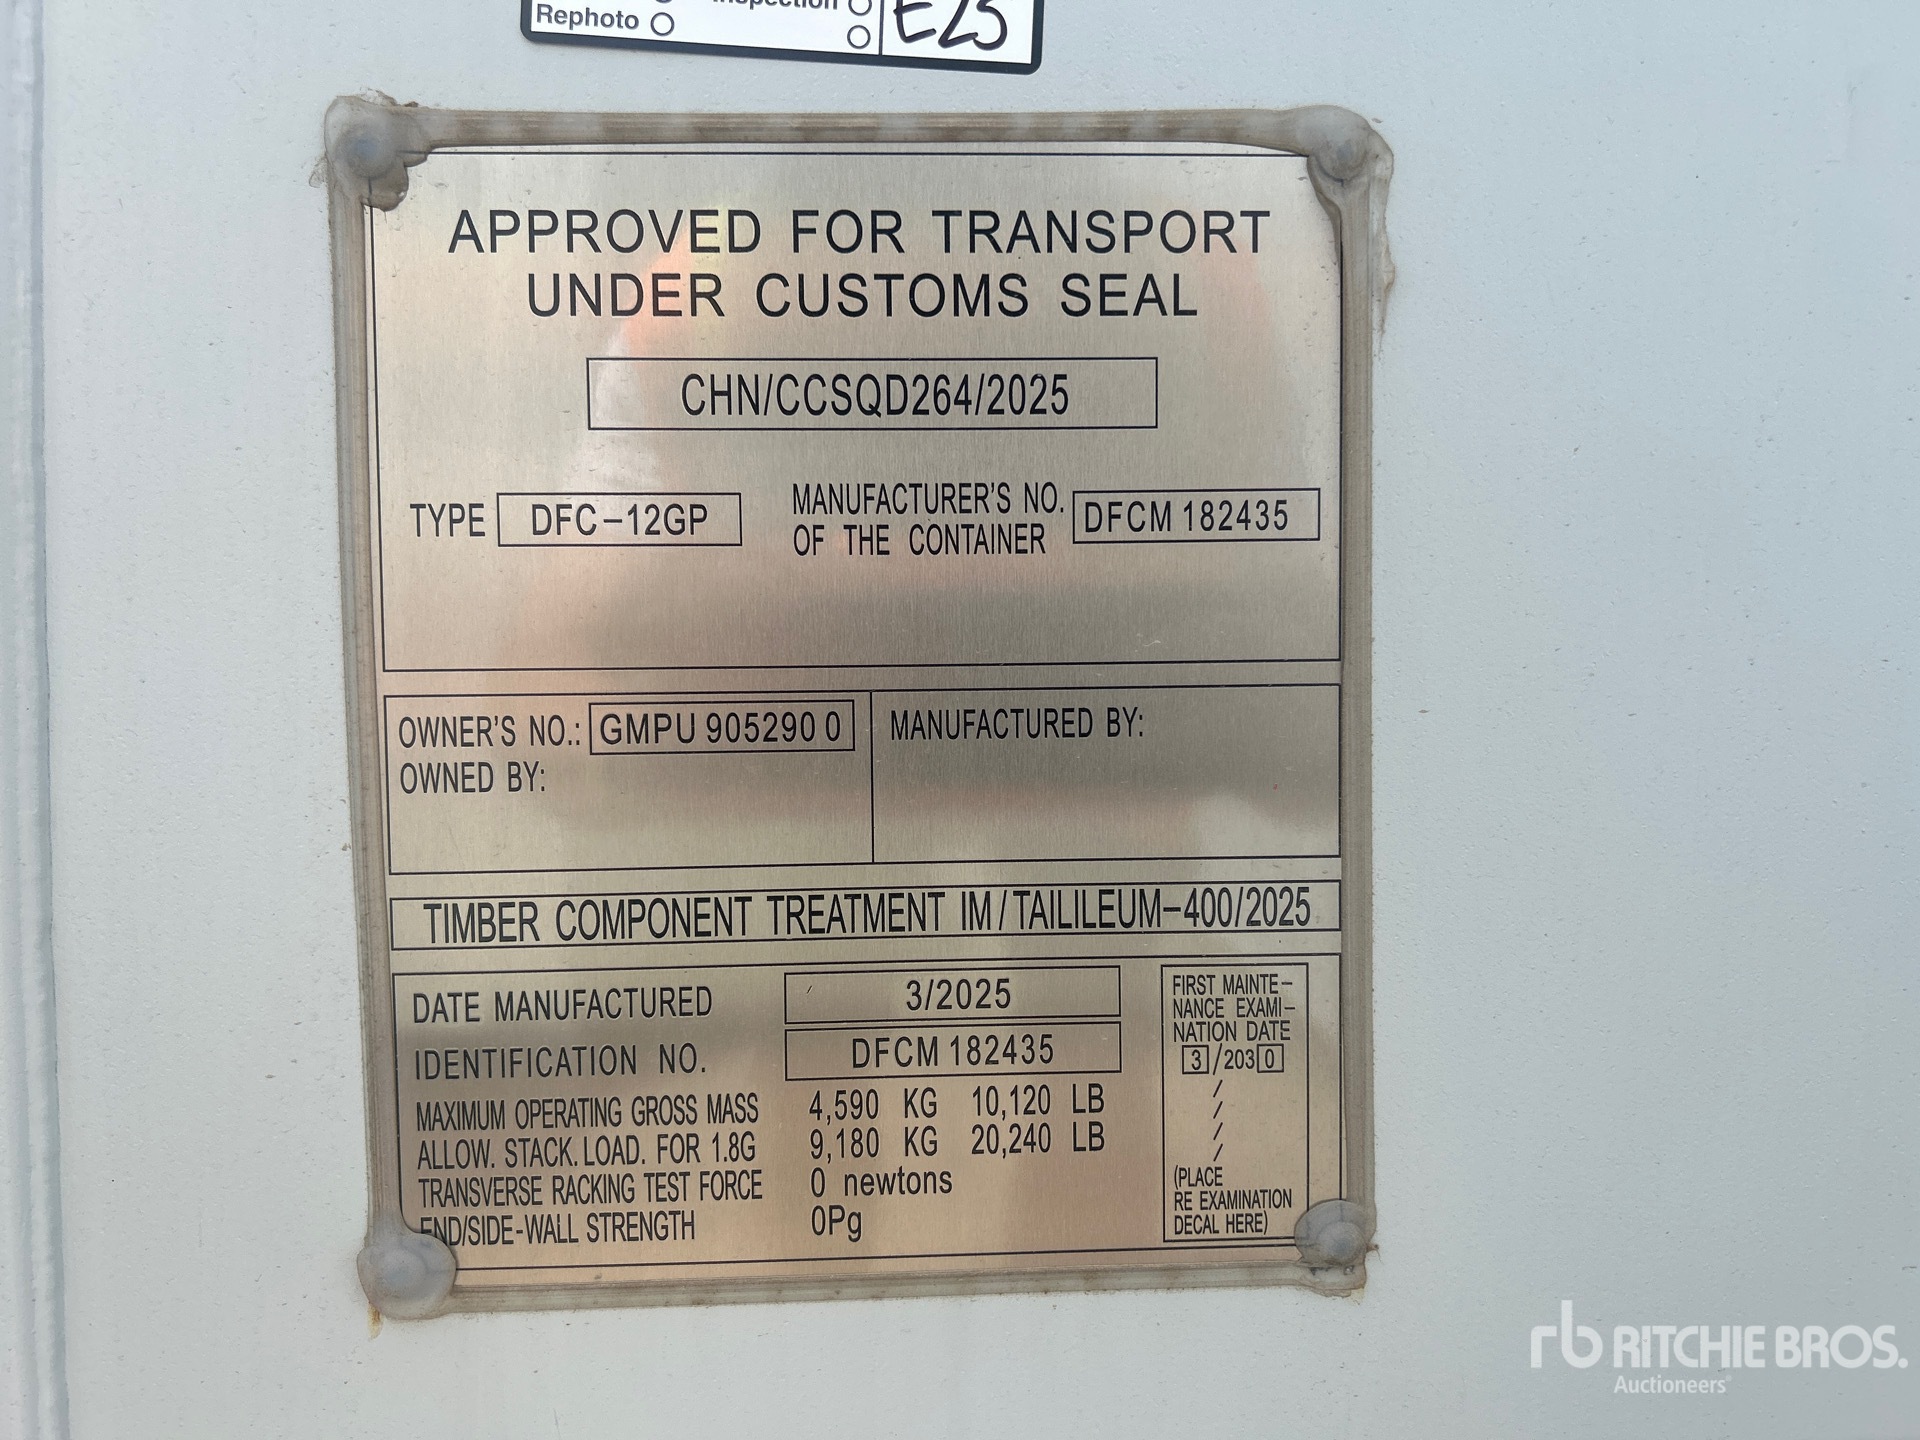 Rephoto
Inspection
E25
APPROVED FOR TRANSPORT
UNDER CUSTOMS SEAL
CHN/CCSQD264/2025
TYPE DFC-12GP
MANUFACTURER'S NO.
OF THE CONTAINER
DFCM 182435
OWNER'S NO.: GMPU 905290 0
OWNED BY:
MANUFACTURED BY:
TIMBER COMPONENT TREATMENT IM/TAILILEUM-400/2025
DATE MANUFACTURED 3/2025
IDENTIFICATION NO. DFCM 182435
MAXIMUM OPERATING GROSS MASS 4,590 KG 10,120 LB
ALLOW. STACK. LOAD. FOR 1.8G 9,180 KG 20,240 LB
TRANSVERSE RACKING TEST FORCE 0 newtons
END/SIDE-WALL STRENGTH 0Pg
FIRST MAINTE-
NANCE EXAMI-
NATION DATE
3/2030
/
/
/
/
(PLACE
RE EXAMINATION
DECAL HERE)
rb RITCHIE BROS.
Auctioneers